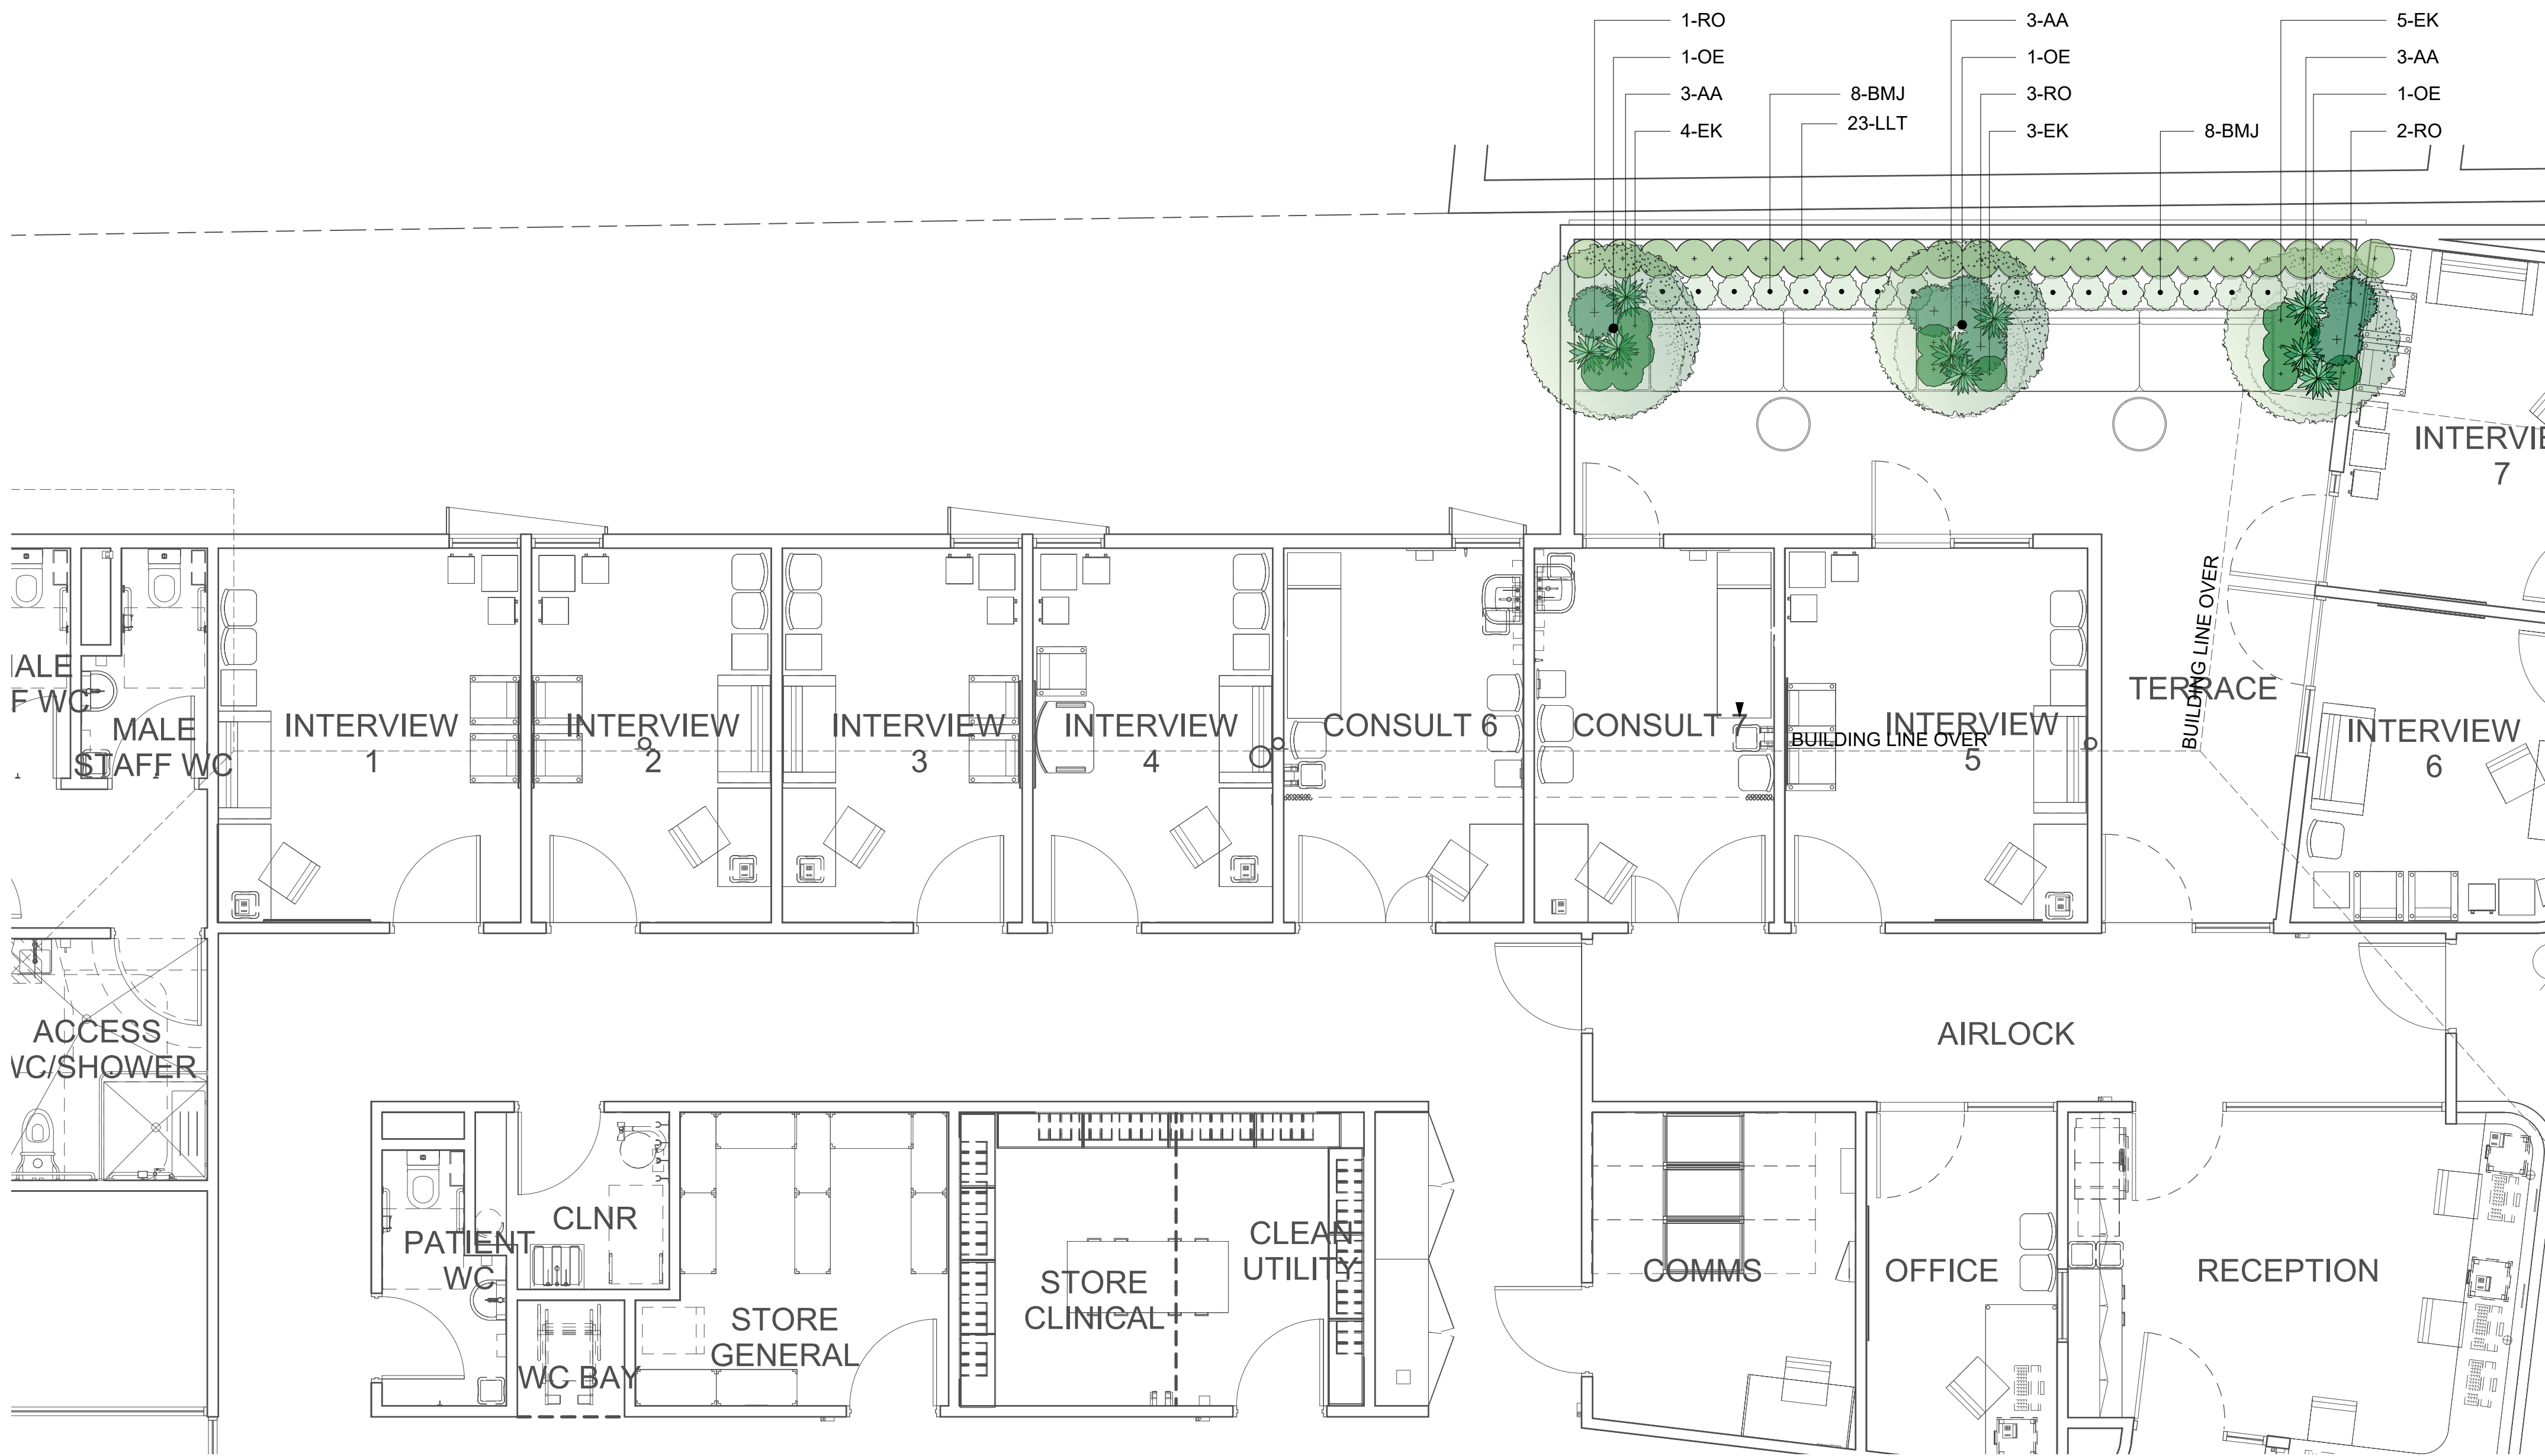 1-RO
1-OE
3-AA
4-EK
8-BMJ
23-LLT
3-AA
1-OE
3-RO
3-EK
8-BMJ
5-EK
3-AA
1-OE
2-RO
INTERVIE
7
BUILDING LINE OVER
TERRACE
IALE
F WC
MALE
STAFF WC
INTERVIEW
1
INTERVIEW
2
INTERVIEW
3
INTERVIEW
4
CONSULT 6
CONSULT 7
BUILDING LINE OVER
INTERVIEW
5
INTERVIEW
6
ACCESS
WC/SHOWER
AIRLOCK
PATIENT
WC
CLNR
WC BAY
STORE
GENERAL
STORE
CLINICAL
CLEAN
UTILITY
COMMS
OFFICE
RECEPTION